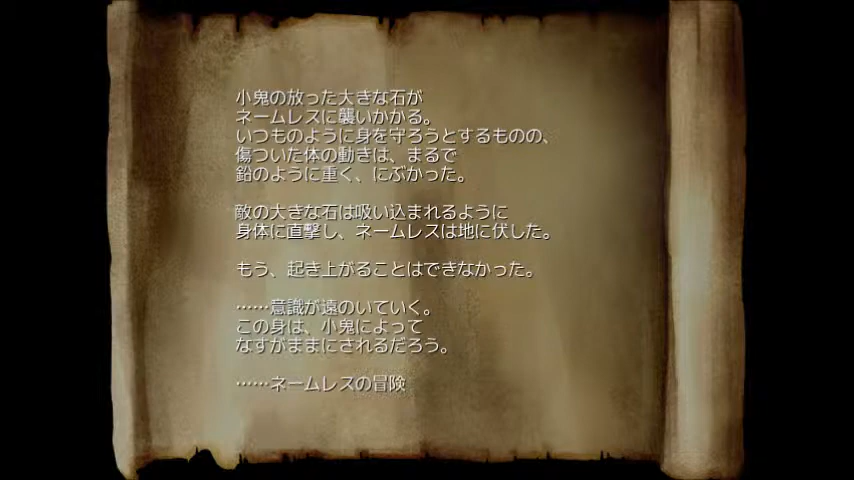 小鬼の放った大きな石が
ネームレスに襲いかかる。
いつものように身を守ろうとするものの、
傷ついた体の動きは、まるで
鉛のように重く、にぶかった。
敵の大きな石は吸い込まれるように
身体に直撃し、ネームレスは地に伏した。
もう、起き上がることはできなかった。
……意識が遠のいていく。
この身は、小鬼によって
なすがままにされるだろう。
……ネームレスの冒険